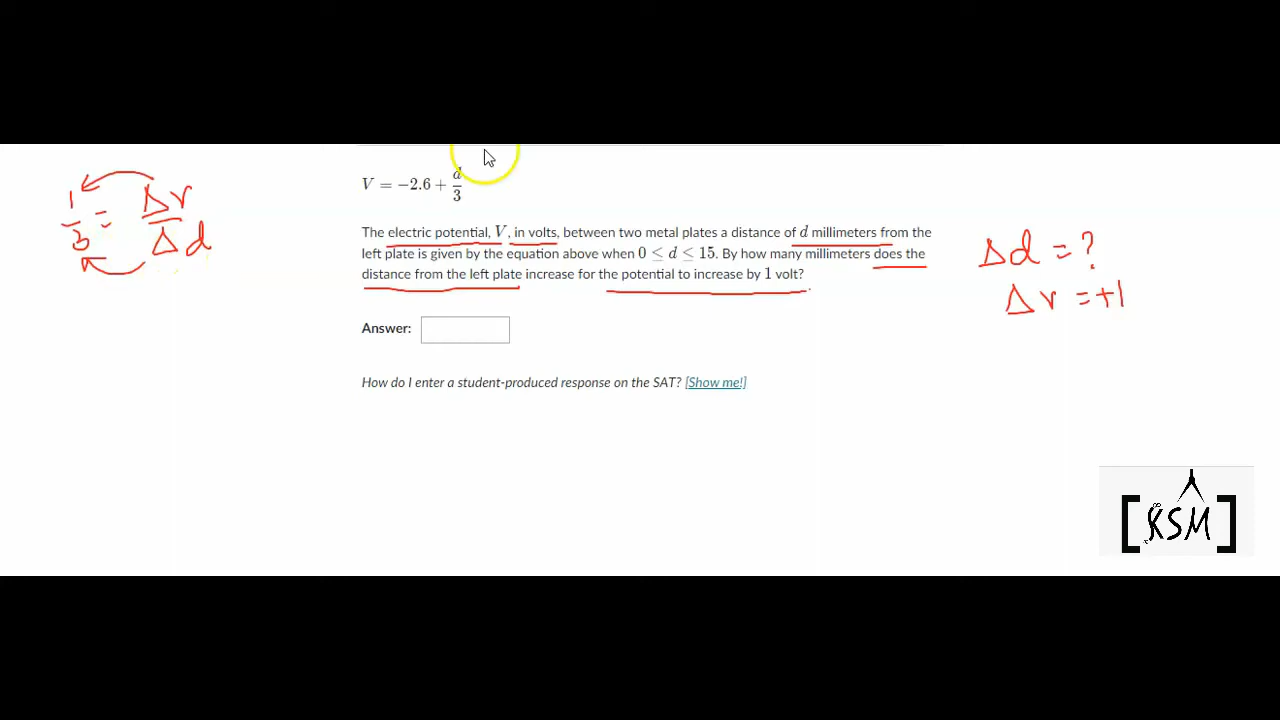 V = −2.6 + d/3
The electric potential, V, in volts, between two metal plates a distance of d millimeters from the
left plate is given by the equation above when 0 ≤ d ≤ 15. By how many millimeters does the
distance from the left plate increase for the potential to increase by 1 volt?
Answer:
How do I enter a student-produced response on the SAT? [Show me!]
1/3 = Δv/Δd
Δd = ?
Δv = +1
[KSM]